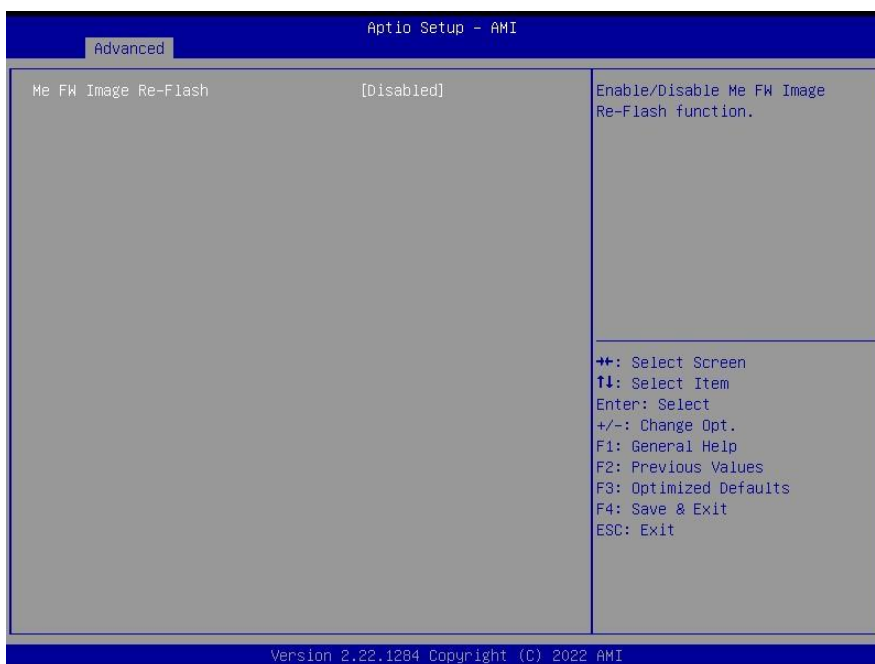 Aptio Setup – AMI
Advanced
Me FW Image Re-Flash [Disabled]
Enable/Disable Me FW Image
Re-Flash function.
→←: Select Screen
↑↓: Select Item
Enter: Select
+/-: Change Opt.
F1: General Help
F2: Previous Values
F3: Optimized Defaults
F4: Save & Exit
ESC: Exit
Version 2.22.1284 Copyright (C) 2022 AMI